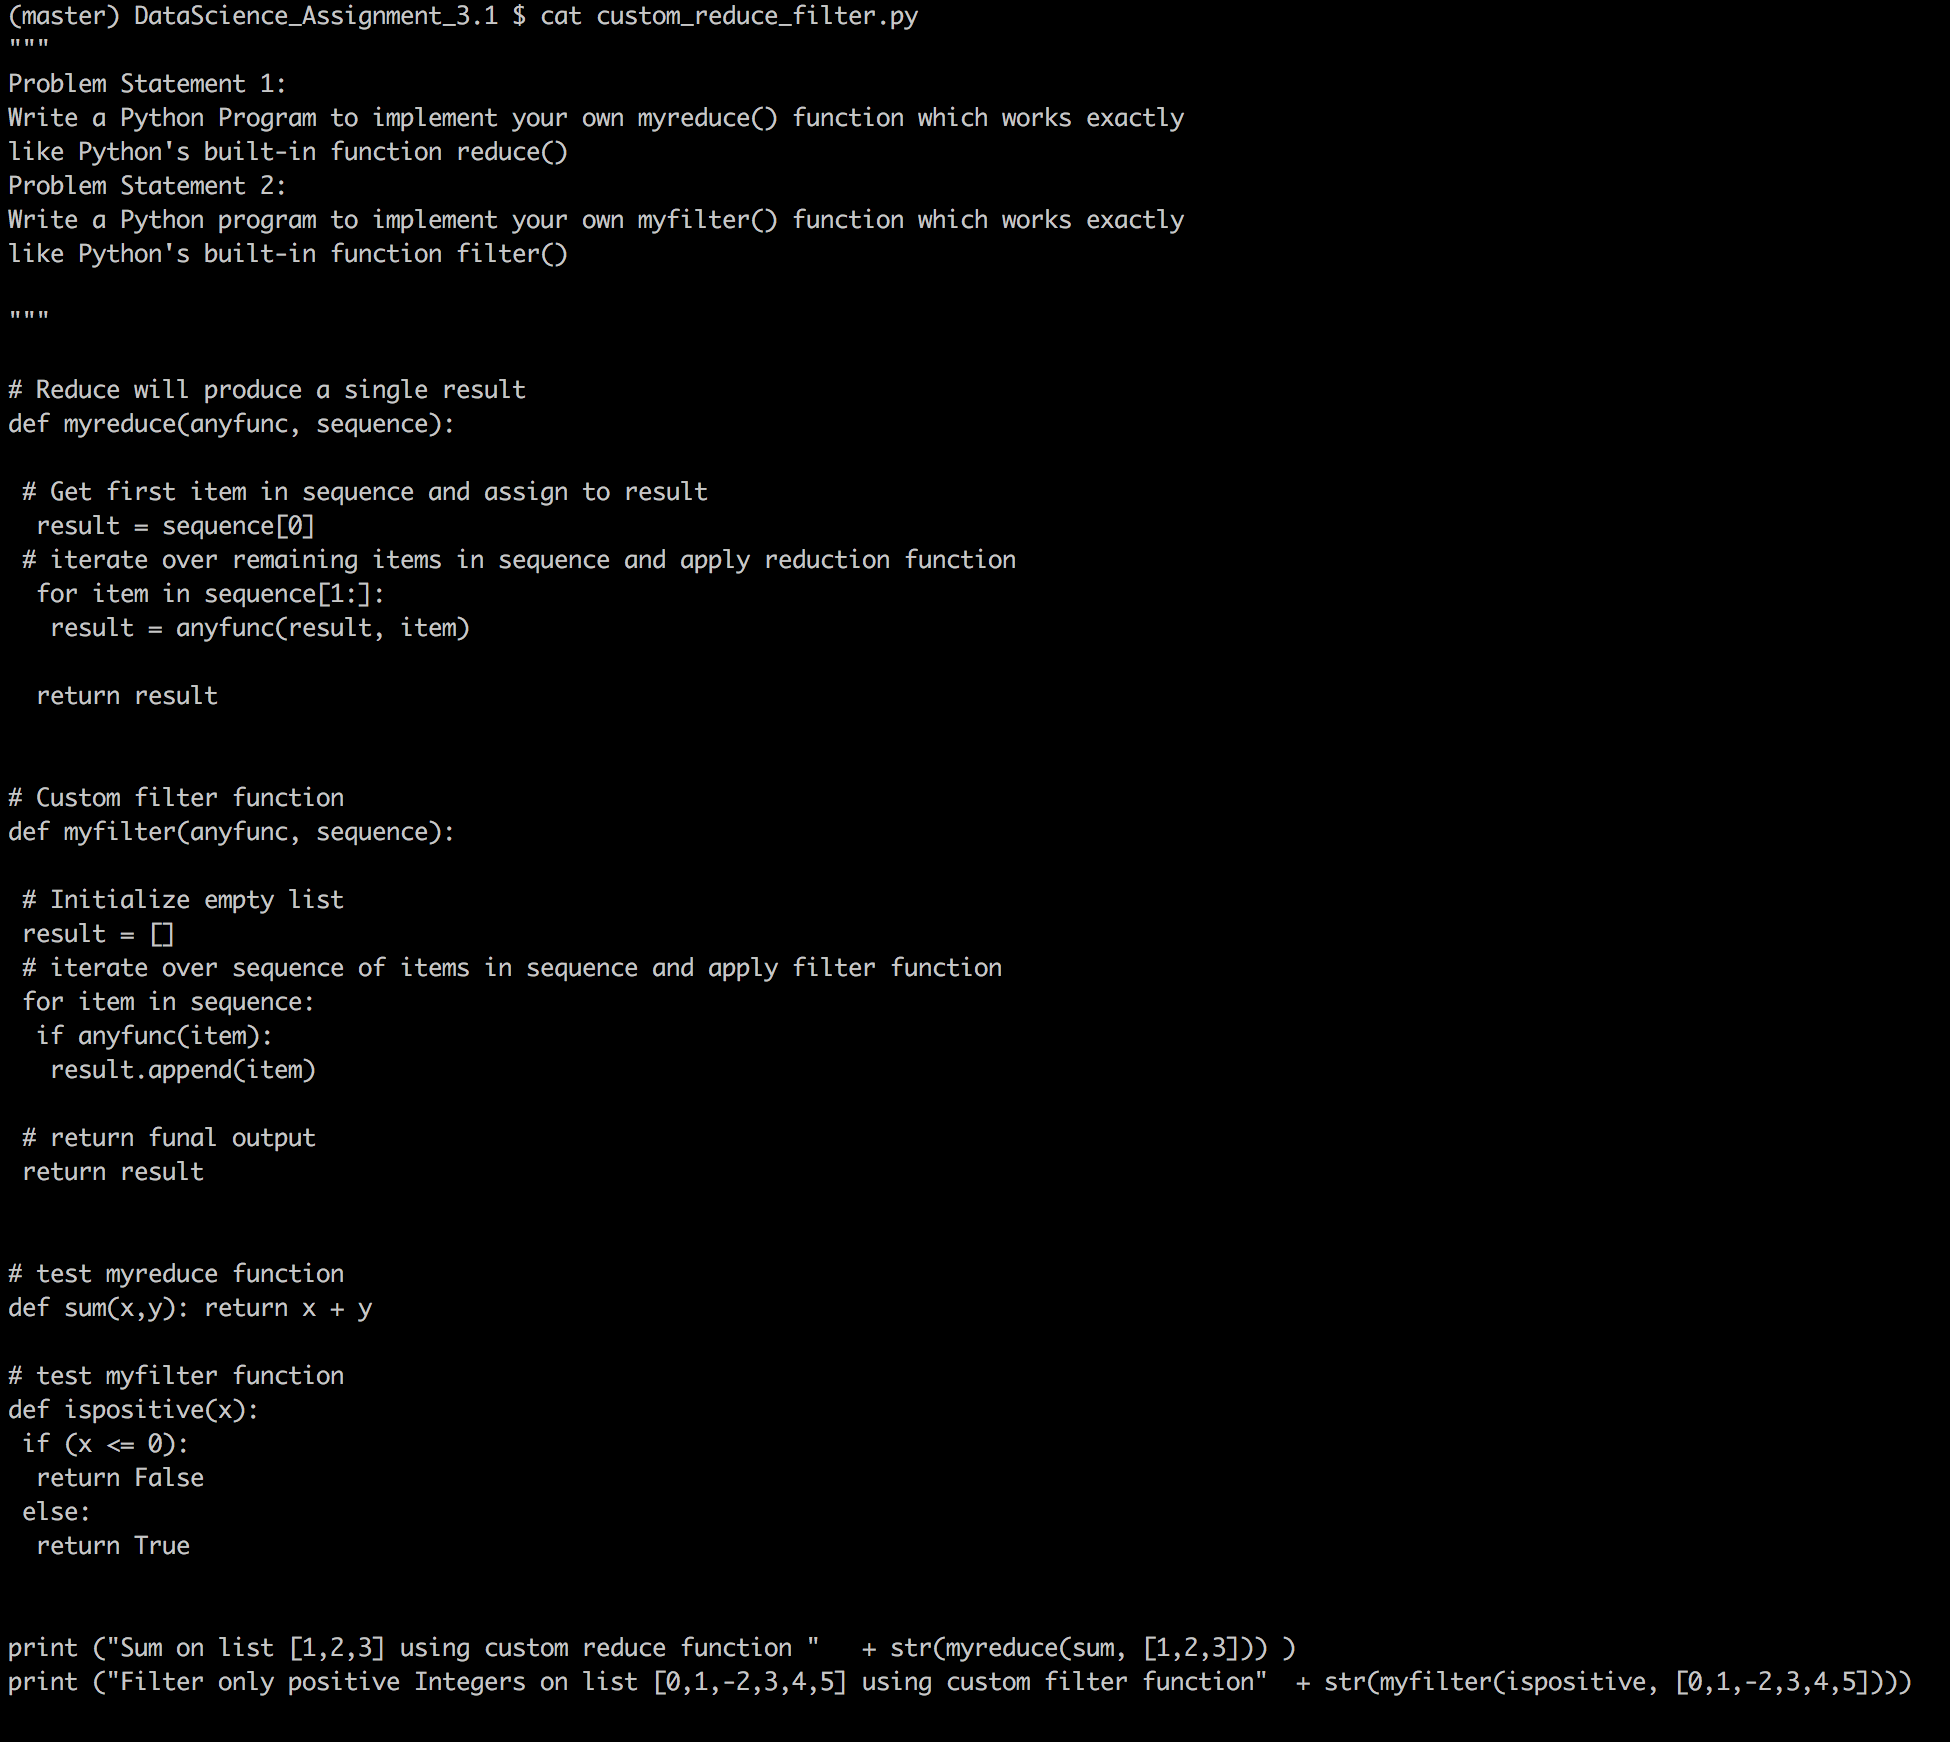 (master) DataScience_Assignment_3.1 $ cat custom_reduce_filter.py
"""
Problem Statement 1:
Write a Python Program to implement your own myreduce() function which works exactly
like Python's built-in function reduce()
Problem Statement 2:
Write a Python program to implement your own myfilter() function which works exactly
like Python's built-in function filter()

"""

# Reduce will produce a single result
def myreduce(anyfunc, sequence):

 # Get first item in sequence and assign to result
  result = sequence[0]
 # iterate over remaining items in sequence and apply reduction function
  for item in sequence[1:]:
   result = anyfunc(result, item)

  return result


# Custom filter function
def myfilter(anyfunc, sequence):

 # Initialize empty list
 result = []
 # iterate over sequence of items in sequence and apply filter function
 for item in sequence:
  if anyfunc(item):
   result.append(item)

 # return funal output
 return result


# test myreduce function
def sum(x,y): return x + y

# test myfilter function
def ispositive(x):
 if (x <= 0):
  return False
 else:
  return True


print ("Sum on list [1,2,3] using custom reduce function "   + str(myreduce(sum, [1,2,3])) )
print ("Filter only positive Integers on list [0,1,-2,3,4,5] using custom filter function"  + str(myfilter(ispositive, [0,1,-2,3,4,5])))